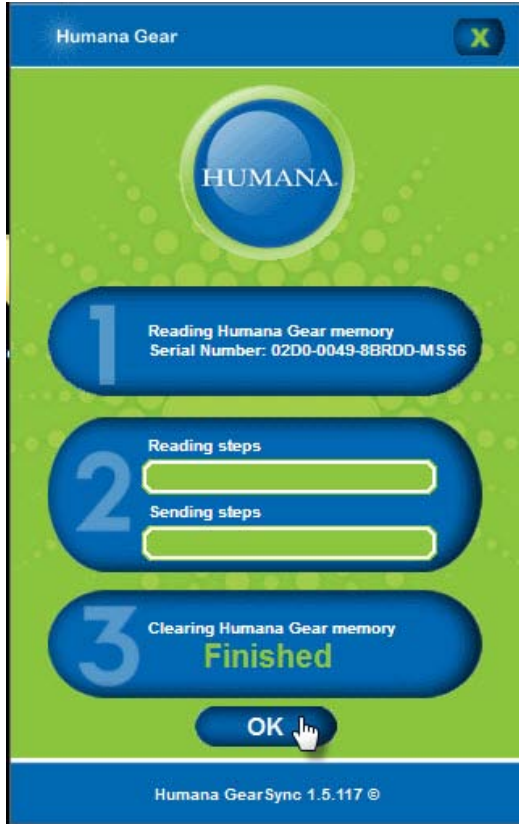 Humana Gear
X
HUMANA.
1
Reading Humana Gear memory
Serial Number: 02D0-0049-8BRDD-MSS6
2
Reading steps
Sending steps
3
Clearing Humana Gear memory
Finished
OK
Humana GearSync 1.5.117 ©